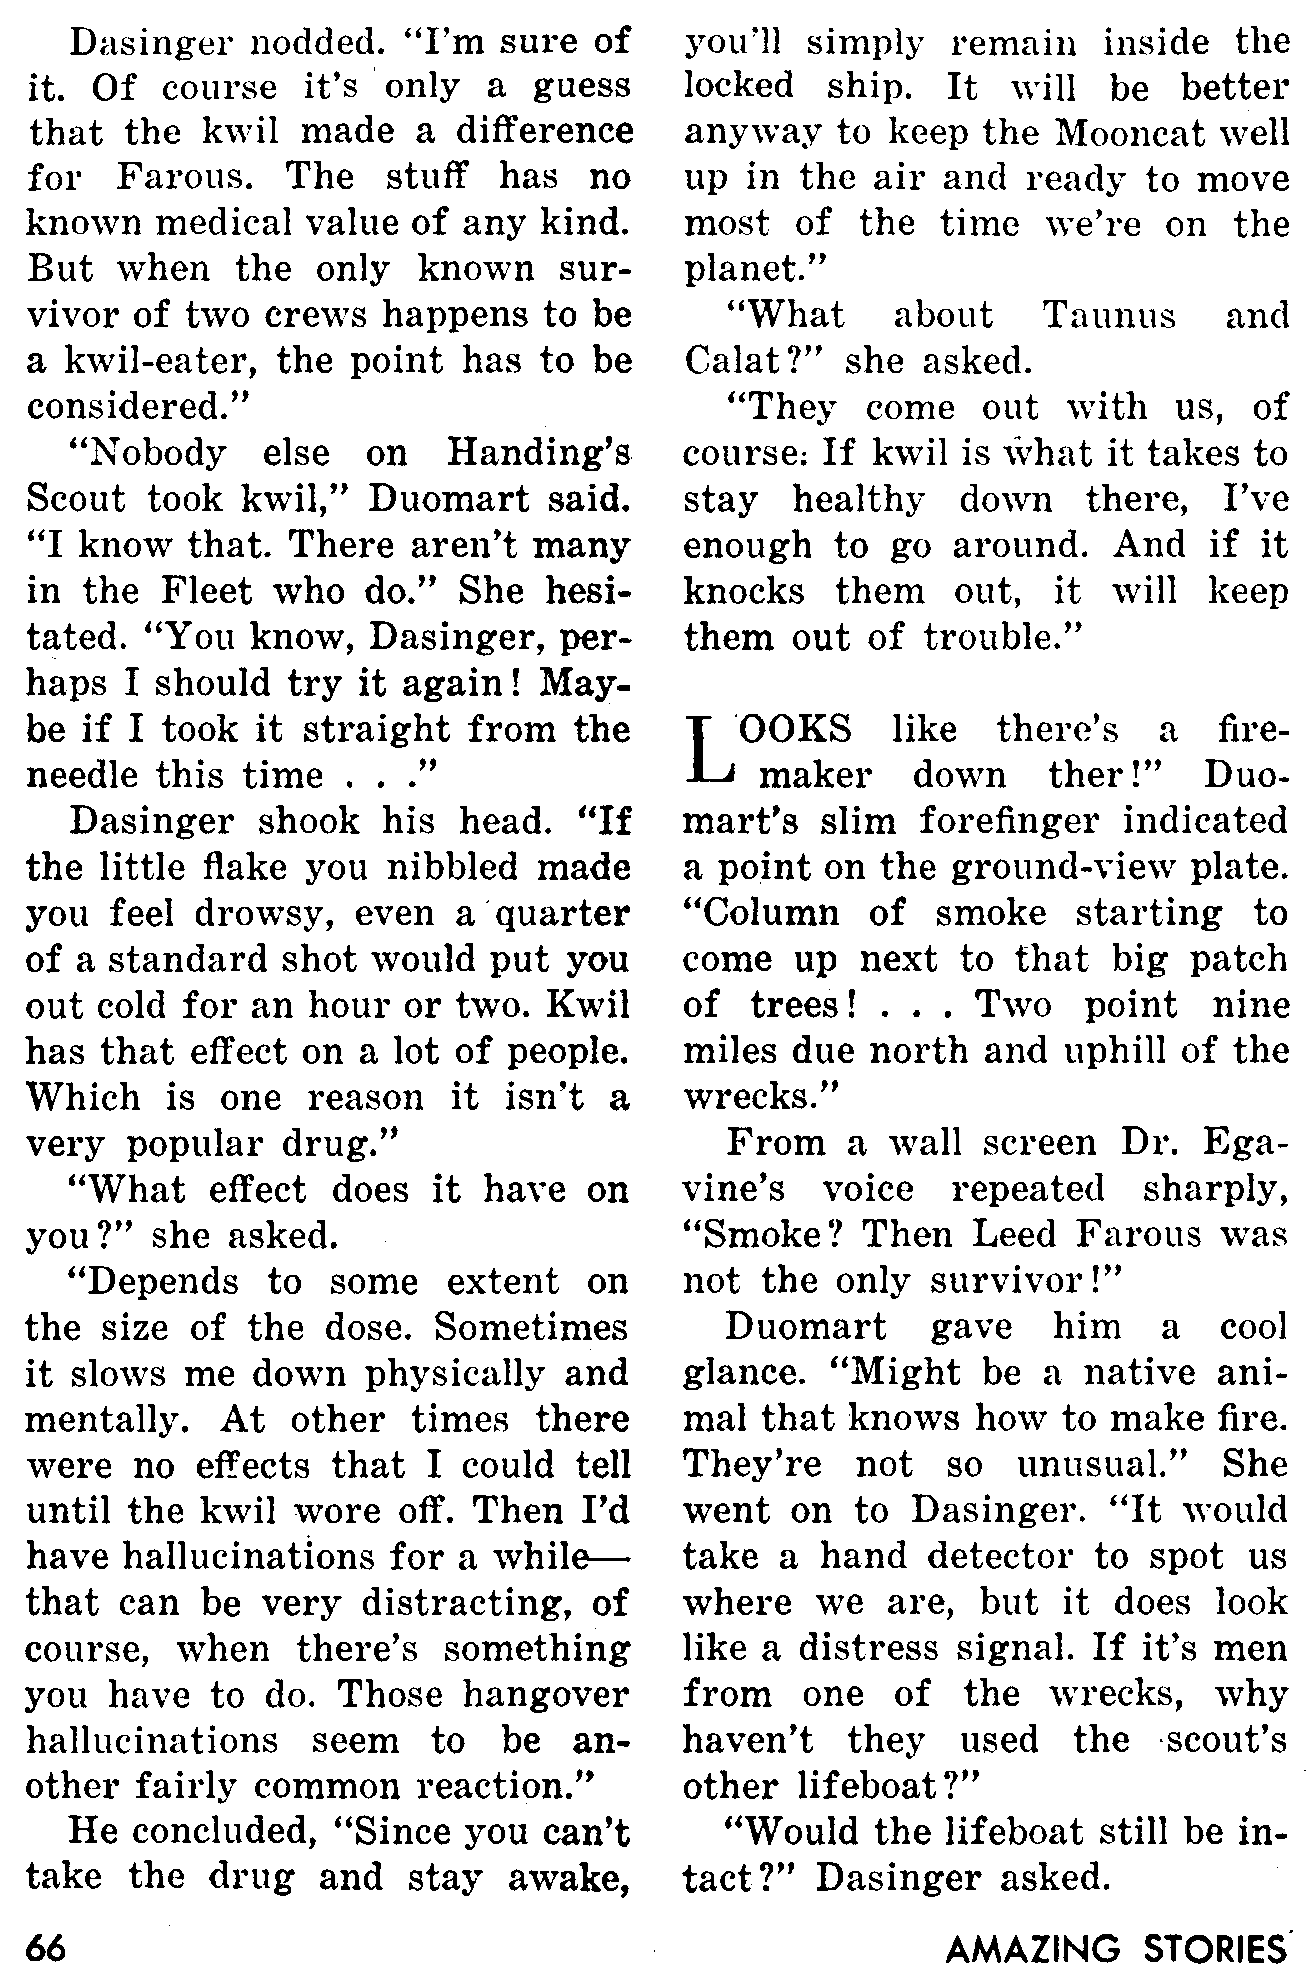 Dasinger nodded. “I’m sure of
it. Of course it’s only a guess
that the kwil made a difference
for Farous. The stuff has no
known medical value of any kind.
But when the only known sur-
vivor of two crews happens to be
a kwil-eater, the point has to be
considered.”
“Nobody else on Handing’s
Scout took kwil,” Duomart said.
“I know that. There aren’t many
in the Fleet who do.” She hesi-
tated. “You know, Dasinger, per-
haps I should try it again! May-
be if I took it straight from the
needle this time . . .”
Dasinger shook his head. “If
the little flake you nibbled made
you feel drowsy, even a quarter
of a standard shot would put you
out cold for an hour or two. Kwil
has that effect on a lot of people.
Which is one reason it isn’t a
very popular drug.”
“What effect does it have on
you?” she asked.
“Depends to some extent on
the size of the dose. Sometimes
it slows me down physically and
mentally. At other times there
were no effects that I could tell
until the kwil wore off. Then I’d
have hallucinations for a while—
that can be very distracting, of
course, when there’s something
you have to do. Those hangover
hallucinations seem to be an-
other fairly common reaction.”
He concluded, “Since you can’t
take the drug and stay awake,
you’ll simply remain inside the
locked ship. It will be better
anyway to keep the Mooncat well
up in the air and ready to move
most of the time we’re on the
planet.”
“What about Taunus and
Calat?” she asked.
“They come out with us, of
course: If kwil is what it takes to
stay healthy down there, I’ve
enough to go around. And if it
knocks them out, it will keep
them out of trouble.”
LOOKS like there’s a fire-
maker down ther!” Duo-
mart’s slim forefinger indicated
a point on the ground-view plate.
“Column of smoke starting to
come up next to that big patch
of trees! . . . Two point nine
miles due north and uphill of the
wrecks.”
From a wall screen Dr. Ega-
vine’s voice repeated sharply,
“Smoke? Then Leed Farous was
not the only survivor!”
Duomart gave him a cool
glance. “Might be a native ani-
mal that knows how to make fire.
They’re not so unusual.” She
went on to Dasinger. “It would
take a hand detector to spot us
where we are, but it does look
like a distress signal. If it’s men
from one of the wrecks, why
haven’t they used the scout’s
other lifeboat?”
“Would the lifeboat still be in-
tact?” Dasinger asked.
66
AMAZING STORIES